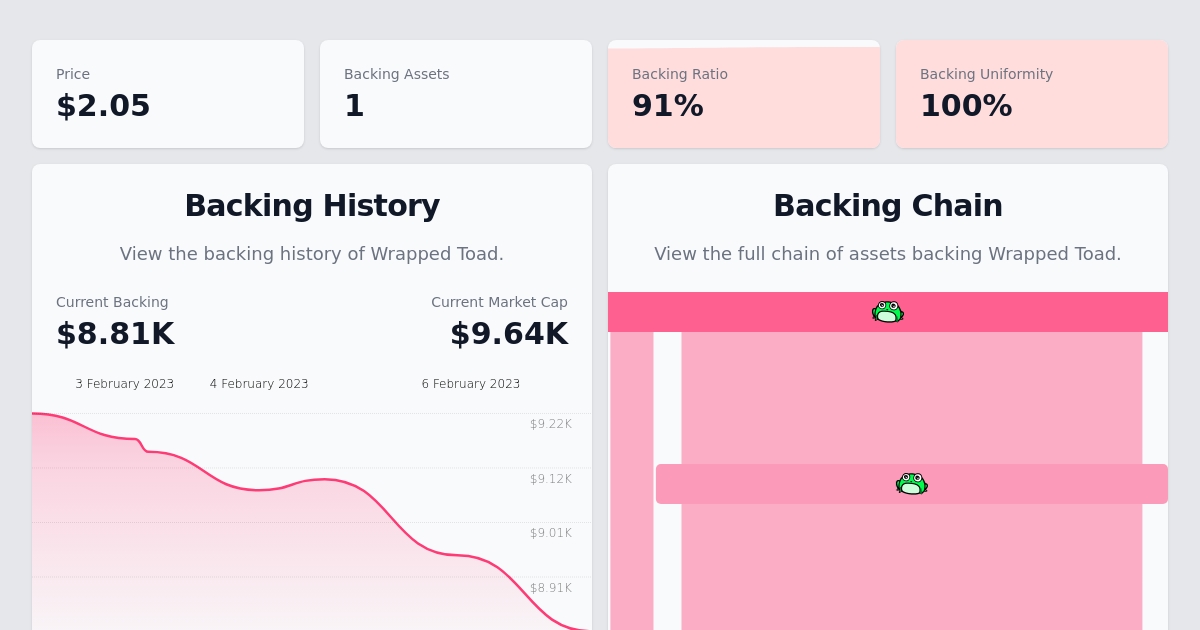 Price
$2.05
Backing Assets
1
Backing Ratio
91%
Backing Uniformity
100%
Backing History
View the backing history of Wrapped Toad.
Current Backing
$8.81K
Current Market Cap
$9.64K
3 February 2023
4 February 2023
6 February 2023
$9.22K
$9.12K
$9.01K
$8.91K
Backing Chain
View the full chain of assets backing Wrapped Toad.